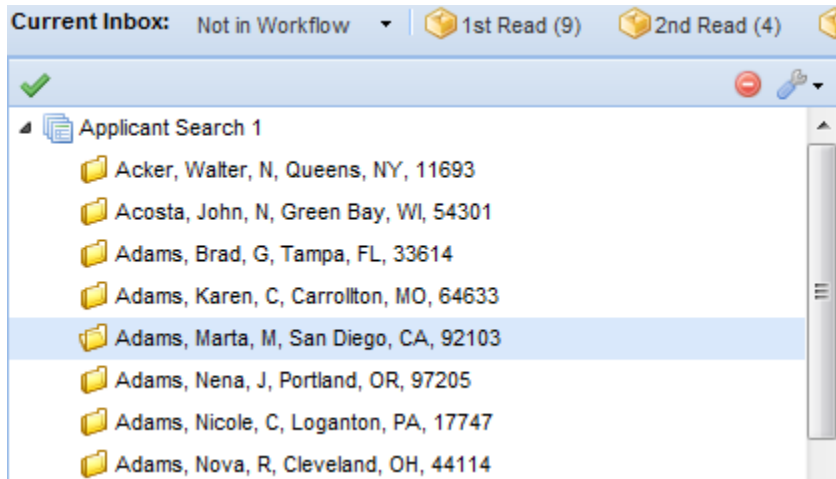 Current Inbox: Not in Workflow 1st Read (9) 2nd Read (4)
Applicant Search 1
Acker, Walter, N, Queens, NY, 11693
Acosta, John, N, Green Bay, WI, 54301
Adams, Brad, G, Tampa, FL, 33614
Adams, Karen, C, Carrollton, MO, 64633
Adams, Marta, M, San Diego, CA, 92103
Adams, Nena, J, Portland, OR, 97205
Adams, Nicole, C, Loganton, PA, 17747
Adams, Nova, R, Cleveland, OH, 44114